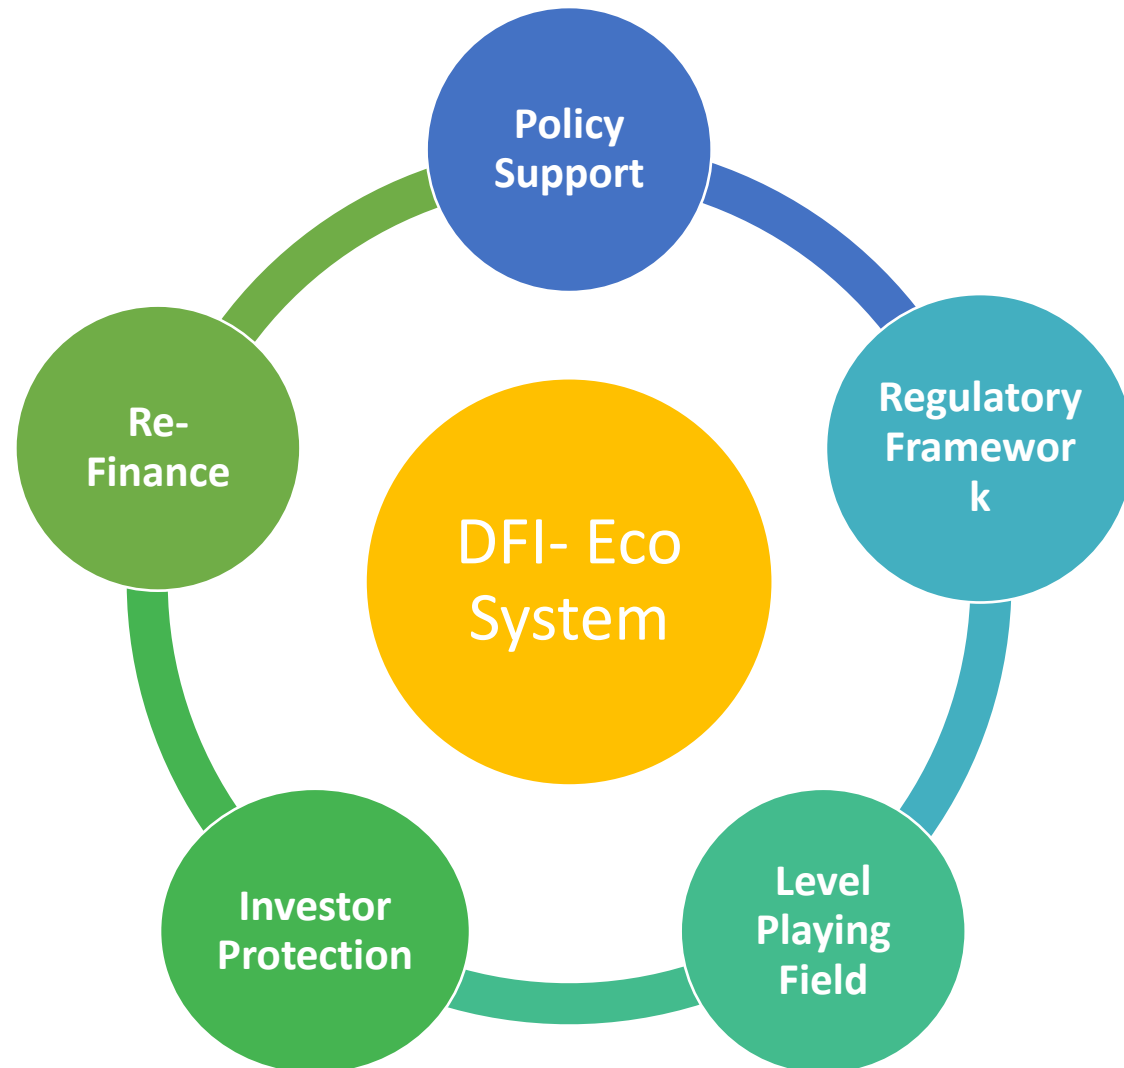 Policy
Support
Regulatory
Framewor
k
Level
Playing
Field
Investor
Protection
Re-
Finance
DFI- Eco
System